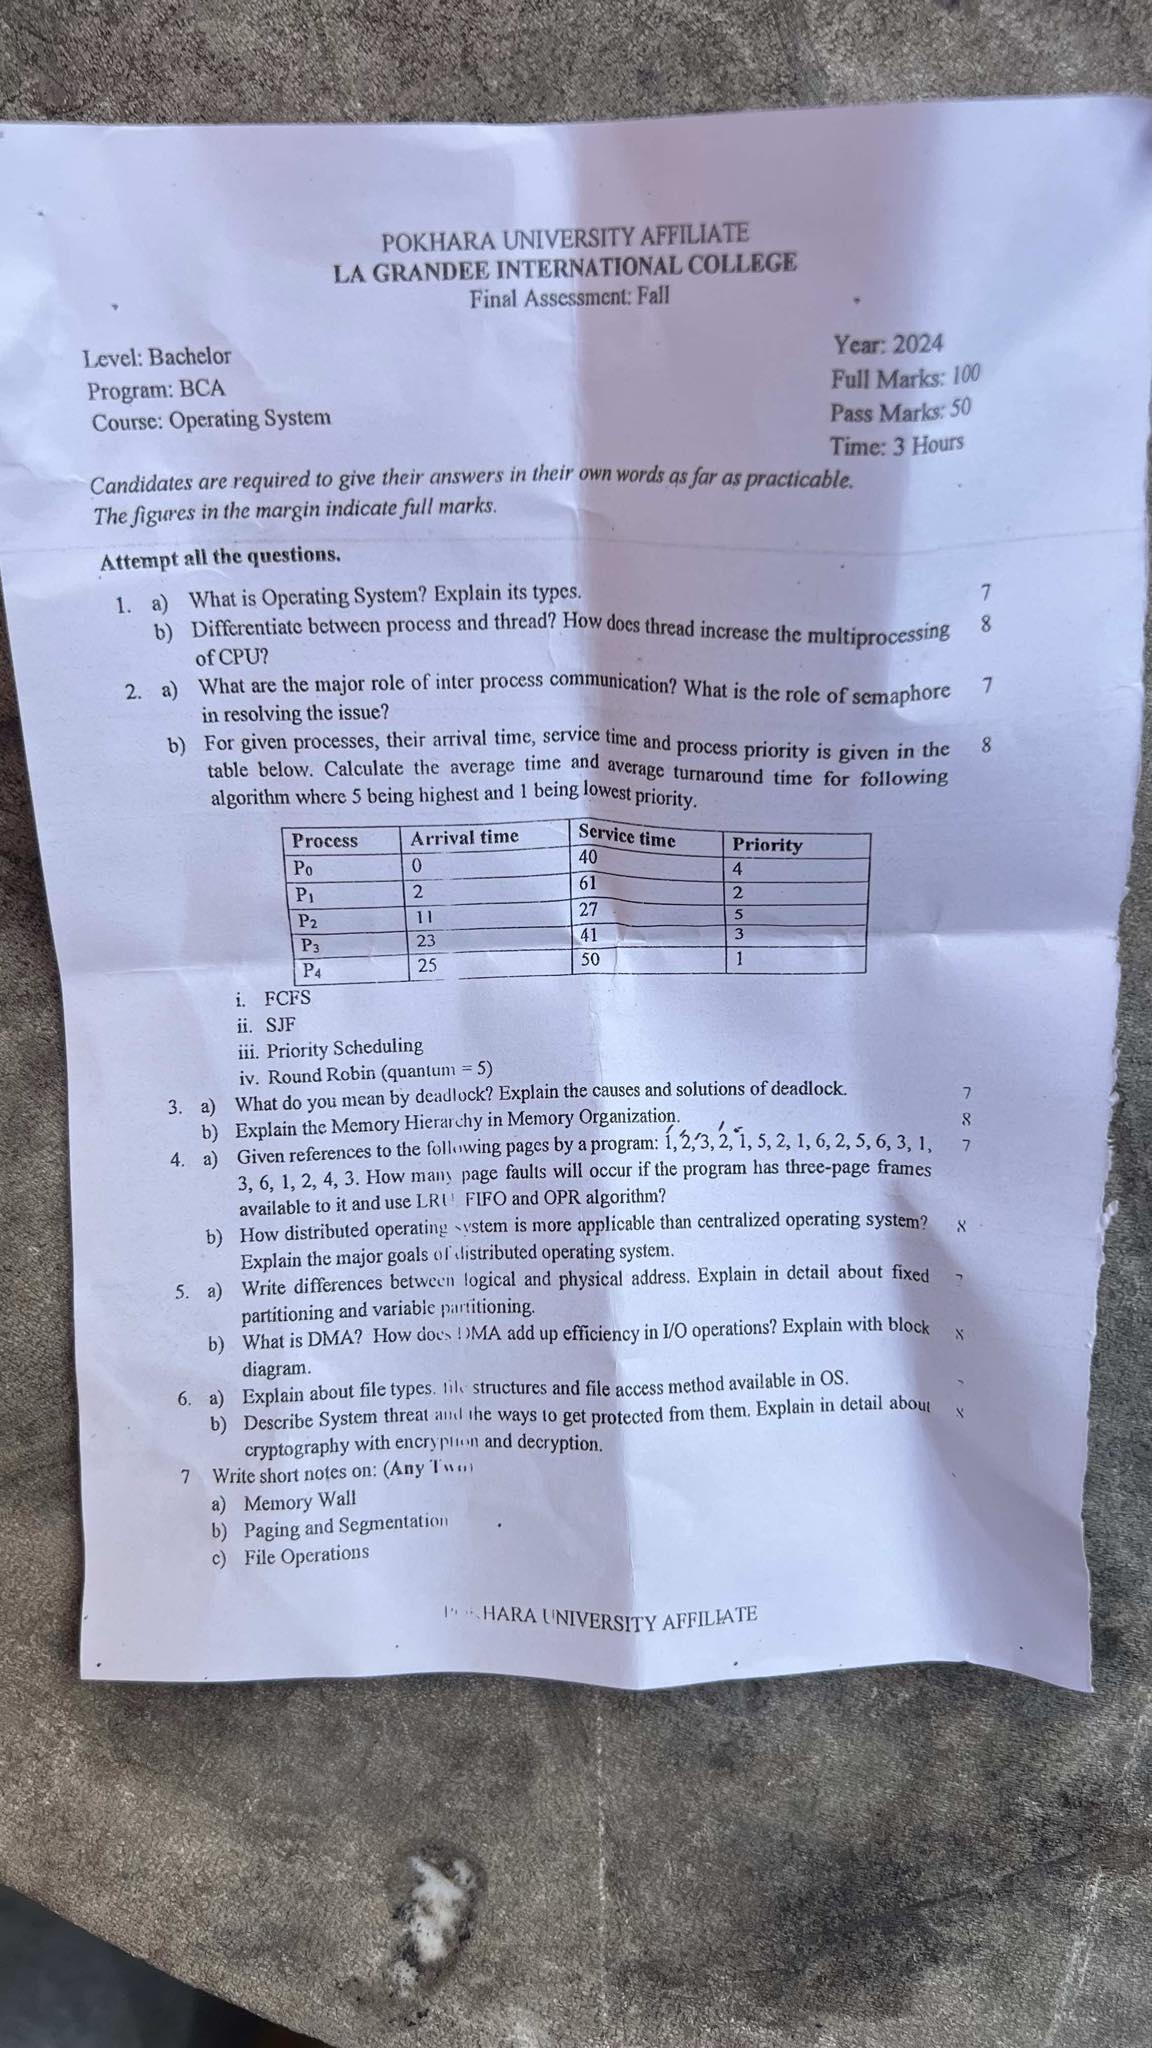 POKHARA UNIVERSITY AFFILIATE
LA GRANDEE INTERNATIONAL COLLEGE
Final Assessment: Fall
Level: Bachelor
Program: BCA
Course: Operating System
Year: 2024
Full Marks: 100
Pass Marks: 50
Time: 3 Hours
Candidates are required to give their answers in their own words as far as practicable.
The figures in the margin indicate full marks.
Attempt all the questions.
1. a) What is Operating System? Explain its types. 7
b) Differentiate between process and thread? How does thread increase the multiprocessing 8
of CPU?
2. a) What are the major role of inter process communication? What is the role of semaphore 7
in resolving the issue?
b) For given processes, their arrival time, service time and process priority is given in the 8
table below. Calculate the average time and average turnaround time for following
algorithm where 5 being highest and 1 being lowest priority.
Process Arrival time Service time Priority
P0 0 40 4
P1 2 61 2
P2 11 27 5
P3 23 41 3
P4 25 50 1
i. FCFS
ii. SJF
iii. Priority Scheduling
iv. Round Robin (quantum = 5)
3. a) What do you mean by deadlock? Explain the causes and solutions of deadlock. 7
b) Explain the Memory Hierarchy in Memory Organization. 8
4. a) Given references to the following pages by a program: 1, 2, 3, 2, 1, 5, 2, 1, 6, 2, 5, 6, 3, 1, 7
3, 6, 1, 2, 4, 3. How many page faults will occur if the program has three-page frames
available to it and use LRU FIFO and OPR algorithm?
b) How distributed operating system is more applicable than centralized operating system? 8
Explain the major goals of distributed operating system.
5. a) Write differences between logical and physical address. Explain in detail about fixed 7
partitioning and variable partitioning.
b) What is DMA? How does DMA add up efficiency in I/O operations? Explain with block 8
diagram.
6. a) Explain about file types, file structures and file access method available in OS.
b) Describe System threat and the ways to get protected from them. Explain in detail about 8
cryptography with encryption and decryption.
7 Write short notes on: (Any Two)
a) Memory Wall
b) Paging and Segmentation
c) File Operations
POKHARA UNIVERSITY AFFILIATE